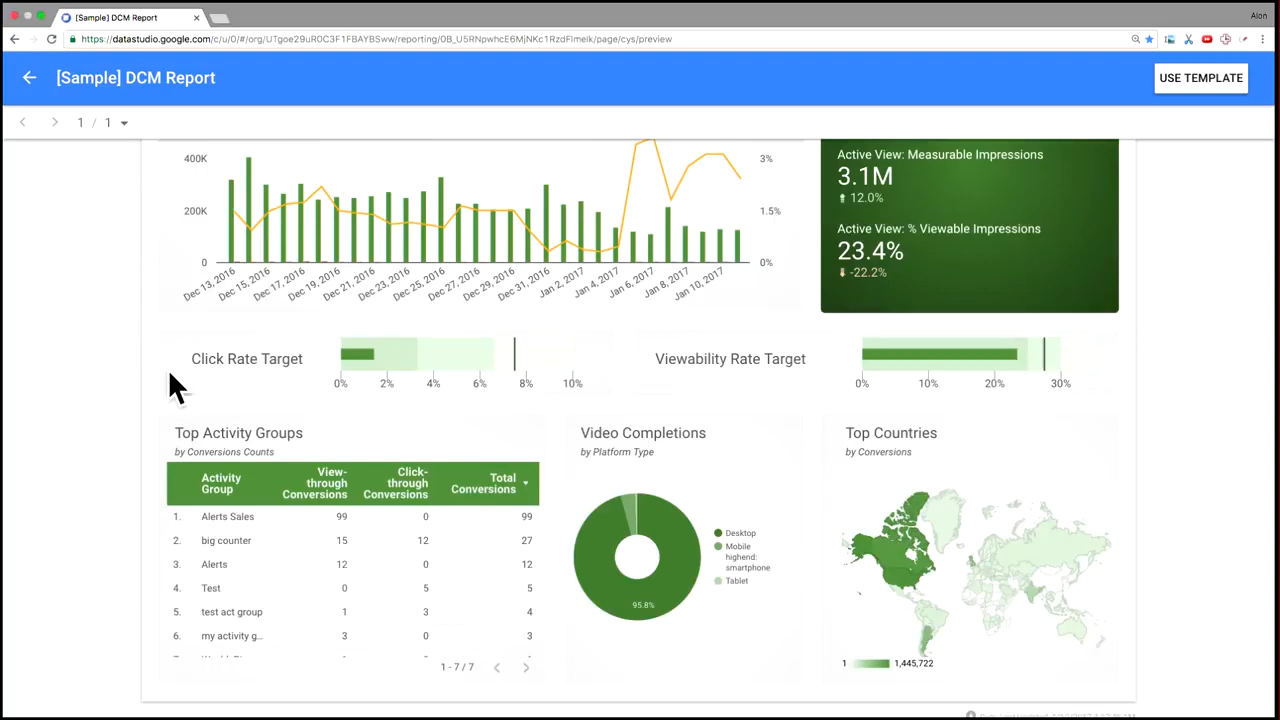 [Sample] DCM Report
Alon
https://datastudio.google.com/c/u/0/#/org/UTgoe29uR0C3F1FBAYBSww/reporting/0B_U5RNpwhcE6MjNKc1RzdFlmelk/page/cys/preview
[Sample] DCM Report
USE TEMPLATE
1 / 1
400K
200K
0
3%
1.5%
0%
Dec 13, 2016
Dec 15, 2016
Dec 17, 2016
Dec 19, 2016
Dec 21, 2016
Dec 23, 2016
Dec 25, 2016
Dec 27, 2016
Dec 29, 2016
Dec 31, 2016
Jan 2, 2017
Jan 4, 2017
Jan 6, 2017
Jan 8, 2017
Jan 10, 2017
Active View: Measurable Impressions
3.1M
12.0%
Active View: % Viewable Impressions
23.4%
-22.2%
Click Rate Target
0% 2% 4% 6% 8% 10%
Viewability Rate Target
0% 10% 20% 30%
Top Activity Groups
by Conversions Counts
Activity Group View-through Conversions Click-through Conversions Total Conversions
1. Alerts Sales 99 0 99
2. big counter 15 12 27
3. Alerts 12 0 12
4. Test 0 5 5
5. test act group 1 3 4
6. my activity g... 3 0 3
1 - 7 / 7
Video Completions
by Platform Type
95.8%
Desktop
Mobile
highend:
smartphone
Tablet
Top Countries
by Conversions
1 1,445,722